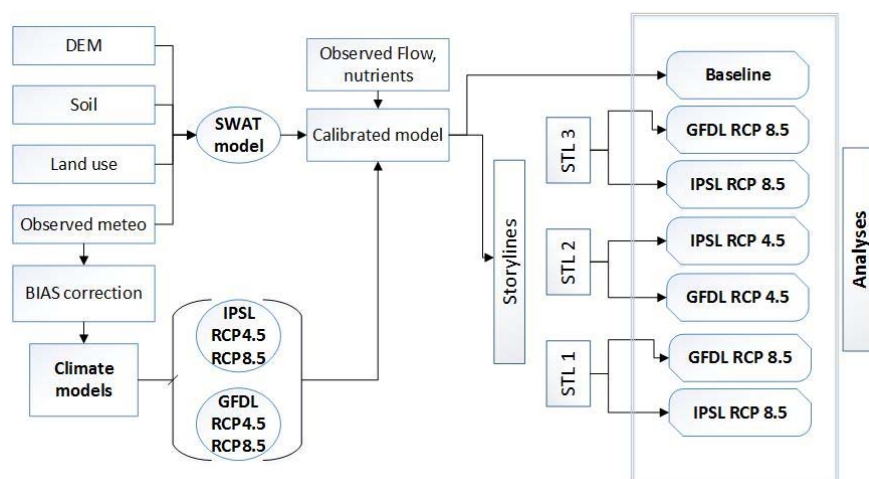 DEM
Soil
Land use
Observed meteo
BIAS correction
Climate
models
SWAT
model
IPSL
RCP4.5
RCP8.5
GFDL
RCP4.5
RCP8.5
Observed Flow,
nutrients
Calibrated model
Storylines
STL 3
STL 2
STL 1
Baseline
GFDL RCP 8.5
IPSL RCP 8.5
IPSL RCP 4.5
GFDL RCP 4.5
GFDL RCP 8.5
IPSL RCP 8.5
Analyses